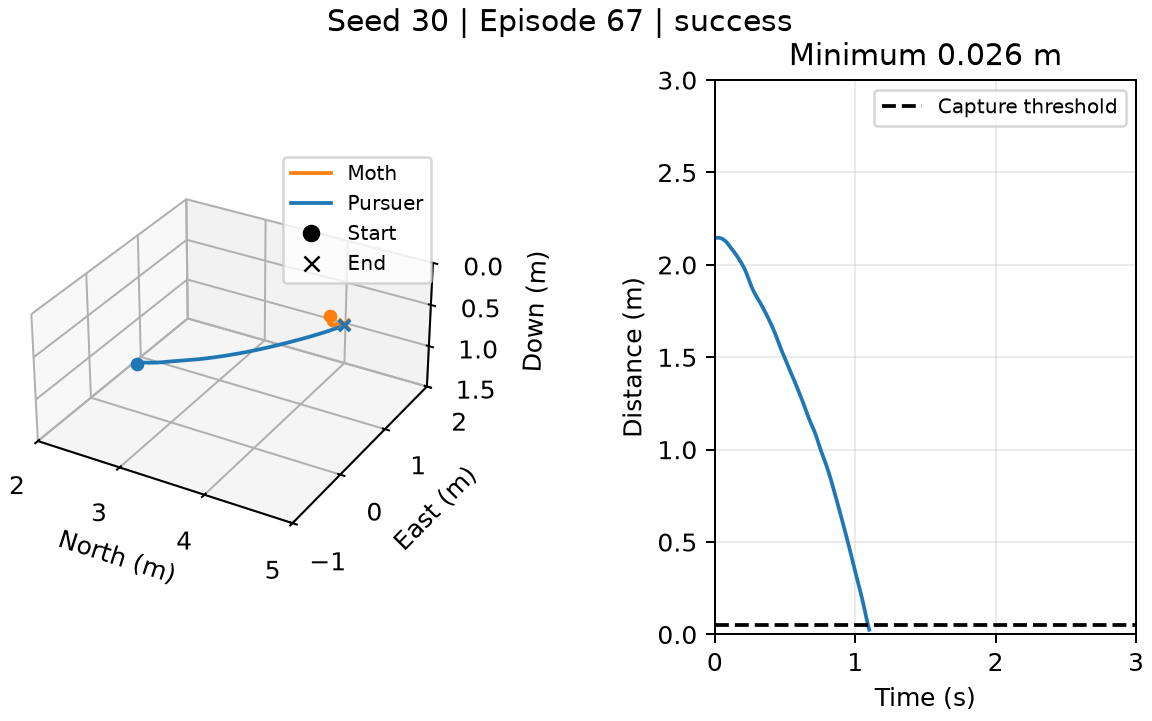 Seed 30 | Episode 67 | success
Moth
Pursuer
Start
End
0.0
0.5
1.0
1.5
Down (m)
2
1
0
−1
East (m)
2
3
4
5
North (m)
Minimum 0.026 m
Capture threshold
3.0
2.5
2.0
1.5
1.0
0.5
0.0
Distance (m)
0
1
2
3
Time (s)